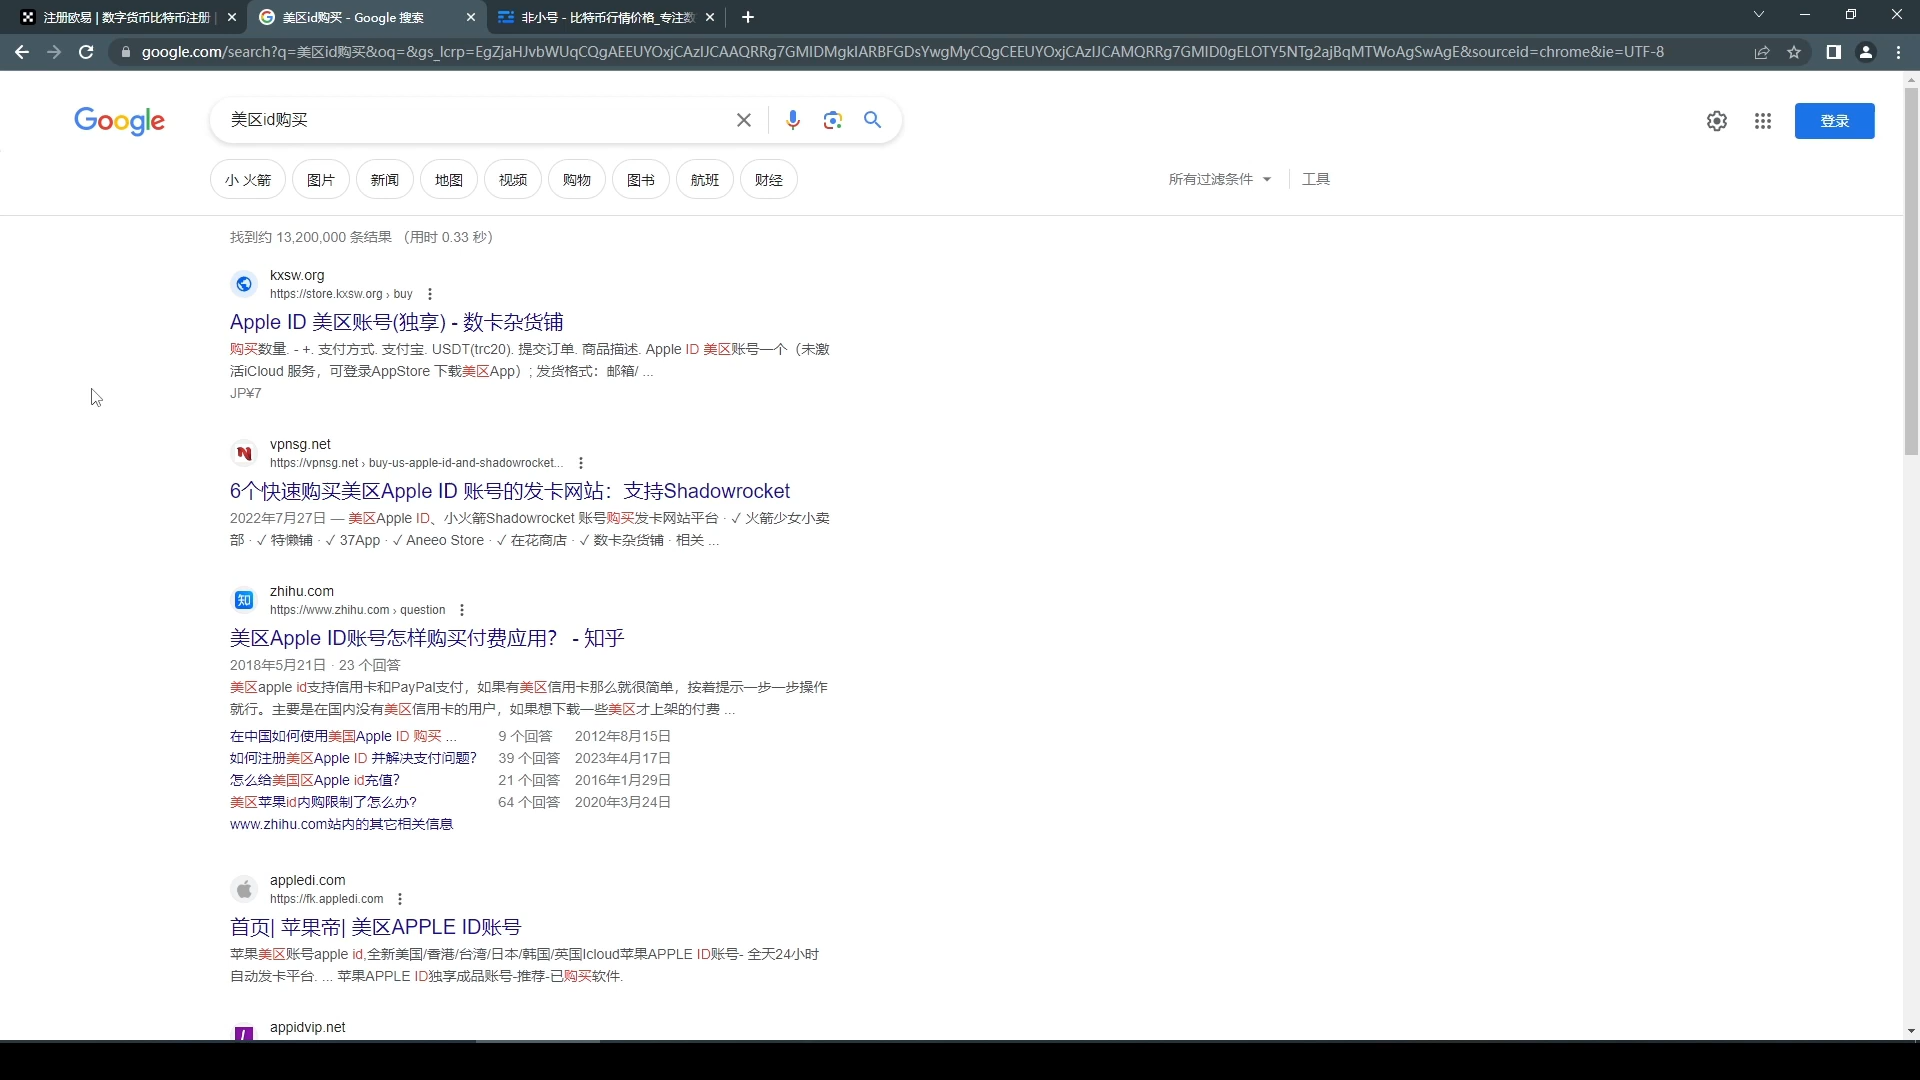 注册欧易 | 数字货币比特币注册
美区id购买 - Google 搜索
非小号 - 比特币行情价格_专注数
google.com/search?q=美区id购买&oq=&gs_lcrp=EgZjaHJvbWUqCQgAEEUYOxjCAzIJCAAQRRg7GMIDMgkIARBFGDsYwgMyCQgCEEUYOxjCAzIJCAMQRRg7GMID0gELOTY5NTg2ajBqMTWoAgSwAgE&sourceid=chrome&ie=UTF-8
Google
美区id购买
登录
小 火箭
图片
新闻
地图
视频
购物
图书
航班
财经
所有过滤条件
工具
找到约 13,200,000 条结果 （用时 0.33 秒）
kxsw.org
https://store.kxsw.org › buy
Apple ID 美区账号(独享) - 数卡杂货铺
购买数量. - +. 支付方式. 支付宝. USDT(trc20). 提交订单. 商品描述. Apple ID 美区账号一个（未激
活iCloud 服务，可登录AppStore 下载美区App）; 发货格式：邮箱/ ...
JP¥7
vpnsg.net
https://vpnsg.net › buy-us-apple-id-and-shadowrocket...
6个快速购买美区Apple ID 账号的发卡网站：支持Shadowrocket
2022年7月27日 — 美区Apple ID、小火箭Shadowrocket 账号购买发卡网站平台 · ✓ 火箭少女小卖
部 · ✓ 特懒铺 · ✓ 37App · ✓ Aneeo Store · ✓ 在花商店 · ✓ 数卡杂货铺 · 相关 ...
zhihu.com
https://www.zhihu.com › question
美区Apple ID账号怎样购买付费应用？ - 知乎
2018年5月21日 · 23 个回答
美区apple id支持信用卡和PayPal支付，如果有美区信用卡那么就很简单，按着提示一步一步操作
就行。主要是在国内没有美区信用卡的用户，如果想下载一些美区才上架的付费 ...
在中国如何使用美国Apple ID 购买 ... 9 个回答 2012年8月15日
如何注册美区Apple ID 并解决支付问题？ 39 个回答 2023年4月17日
怎么给美国区Apple id充值？ 21 个回答 2016年1月29日
美区苹果id内购限制了怎么办？ 64 个回答 2020年3月24日
www.zhihu.com站内的其它相关信息
appledi.com
https://fk.appledi.com
首页| 苹果帝| 美区APPLE ID账号
苹果美区账号apple id,全新美国/香港/台湾/日本/韩国/英国Icloud苹果APPLE ID账号- 全天24小时
自动发卡平台. ... 苹果APPLE ID独享成品账号-推荐-已购买软件.
appidvip.net